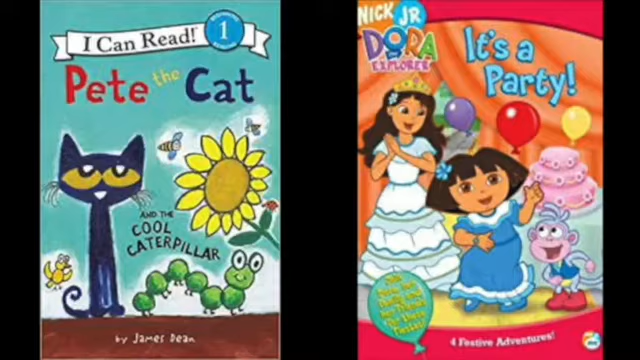 I Can Read!
1
Pete the Cat
AND THE
COOL
CATERPILLAR
by James Dean
NICK JR
DORA
the EXPLORER
It's a
Party!
4 Festive Adventures!